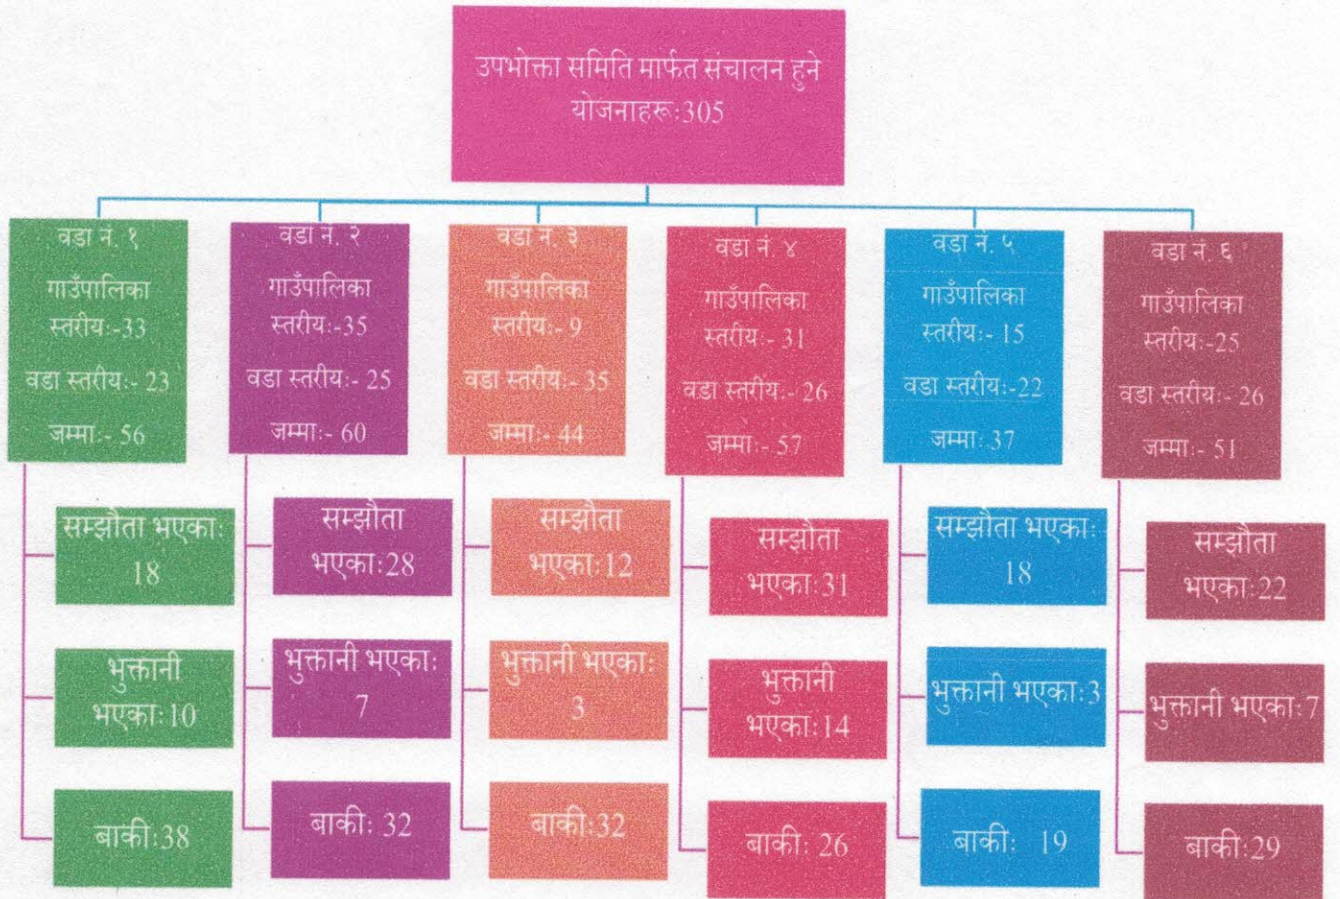 उपभोक्ता समिति मार्फत संचालन हुने
योजनाहरू:305
वडा नं. १
गाउँपालिका
स्तरीय:-33
वडा स्तरीय:- 23
जम्मा:- 56
सम्झौता भएका:
18
भुक्तानी
भएका:10
बाकी:38
वडा नं. २
गाउँपालिका
स्तरीय:-35
वडा स्तरीय:- 25
जम्मा:- 60
सम्झौता
भएका:28
भुक्तानी भएका:
7
बाकी: 32
वडा नं. ३
गाउँपालिका
स्तरीय:- 9
वडा स्तरीय:- 35
जम्मा:- 44
सम्झौता
भएका:12
भुक्तानी भएका:
3
बाकी:32
वडा नं. ४
गाउँपालिका
स्तरीय:- 31
वडा स्तरीय:- 26
जम्मा:- 57
सम्झौता
भएका:31
भुक्तानी
भएका:14
बाकी: 26
वडा नं. ५
गाउँपालिका
स्तरीय:- 15
वडा स्तरीय:-22
जम्मा: 37
सम्झौता भएका:
18
भुक्तानी भएका:3
बाकी: 19
वडा नं. ६
गाउँपालिका
स्तरीय:-25
वडा स्तरीय:- 26
जम्मा:- 51
सम्झौता
भएका:22
भुक्तानी भएका:7
बाकी:29